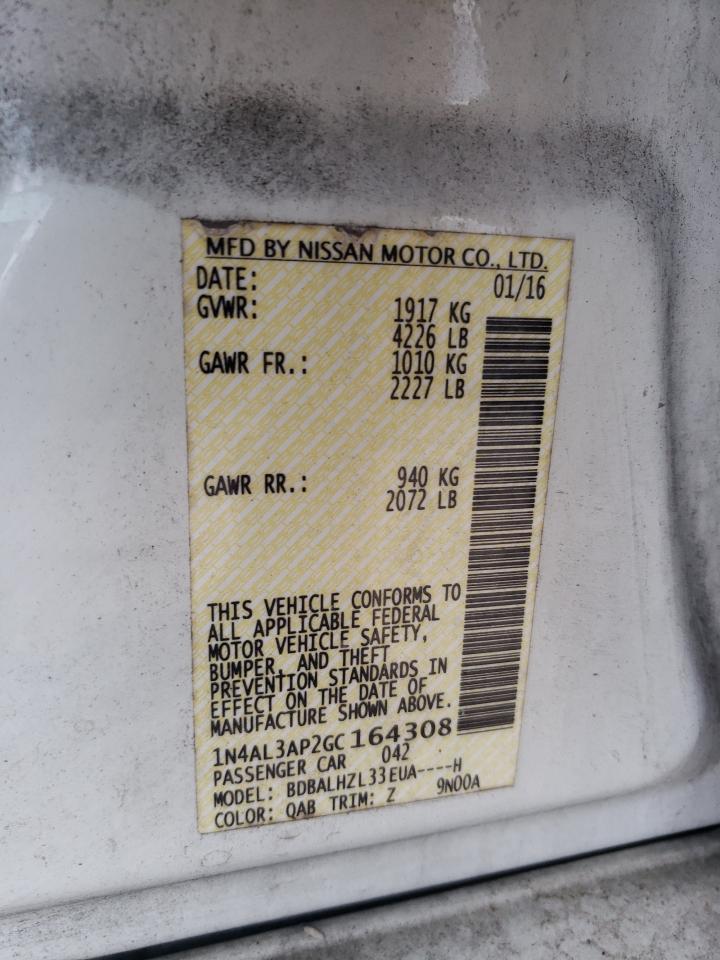 MFD BY NISSAN MOTOR CO., LTD.
DATE: 01/16
GVWR: 1917 KG
4226 LB
GAWR FR.: 1010 KG
2227 LB
GAWR RR.: 940 KG
2072 LB
THIS VEHICLE CONFORMS TO
ALL APPLICABLE FEDERAL
MOTOR VEHICLE SAFETY,
BUMPER, AND THEFT
PREVENTION STANDARDS IN
EFFECT ON THE DATE OF
MANUFACTURE SHOWN ABOVE.
1N4AL3AP2GC164308
PASSENGER CAR 042
MODEL: BDBALHZL33EUA----H
COLOR: QAB TRIM: Z 9N00A